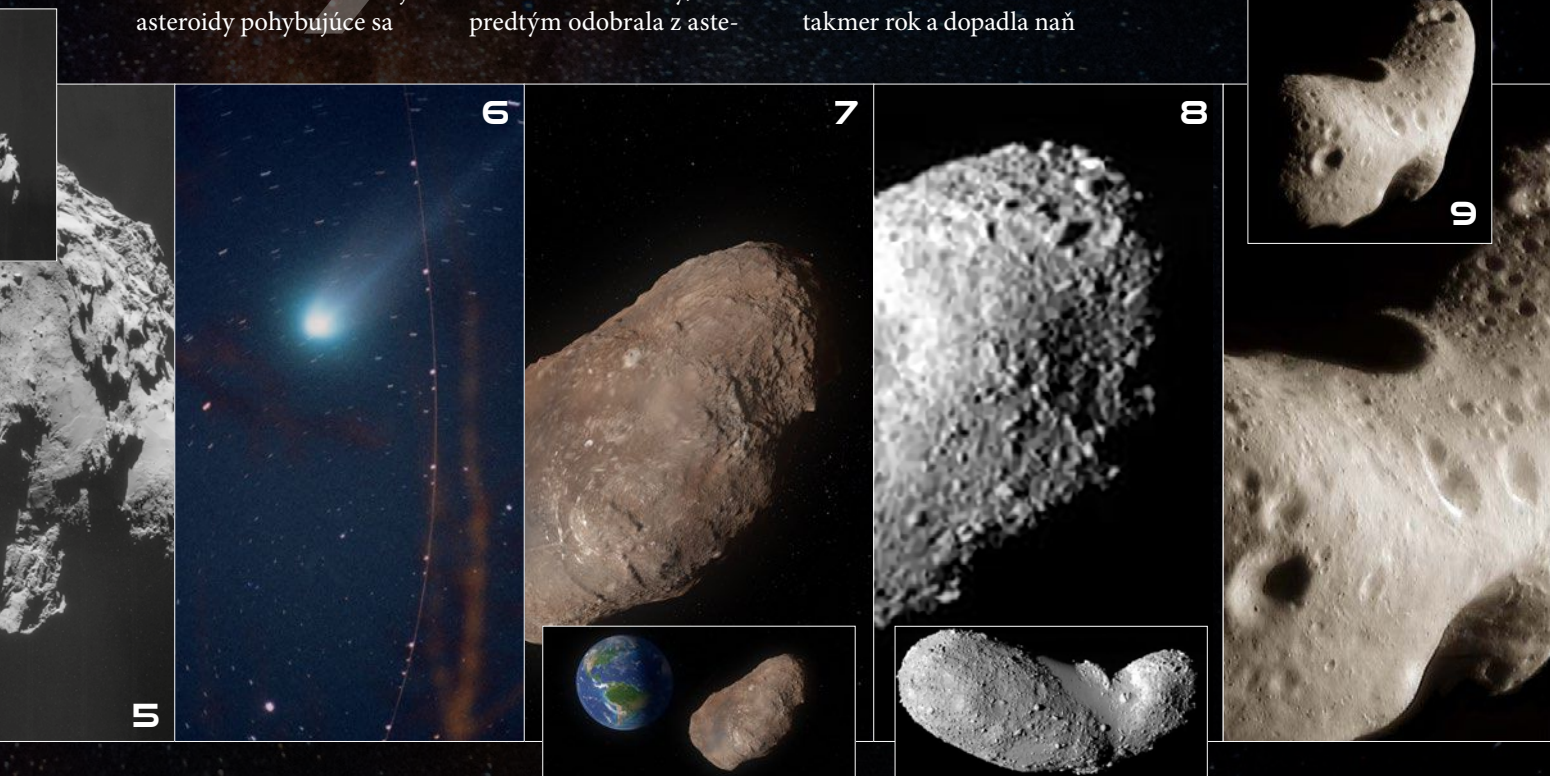 asteroidy pohybujúce sa
predtým odobrala z aste-
takmer rok a dopadla naň
5
6
7
8
9